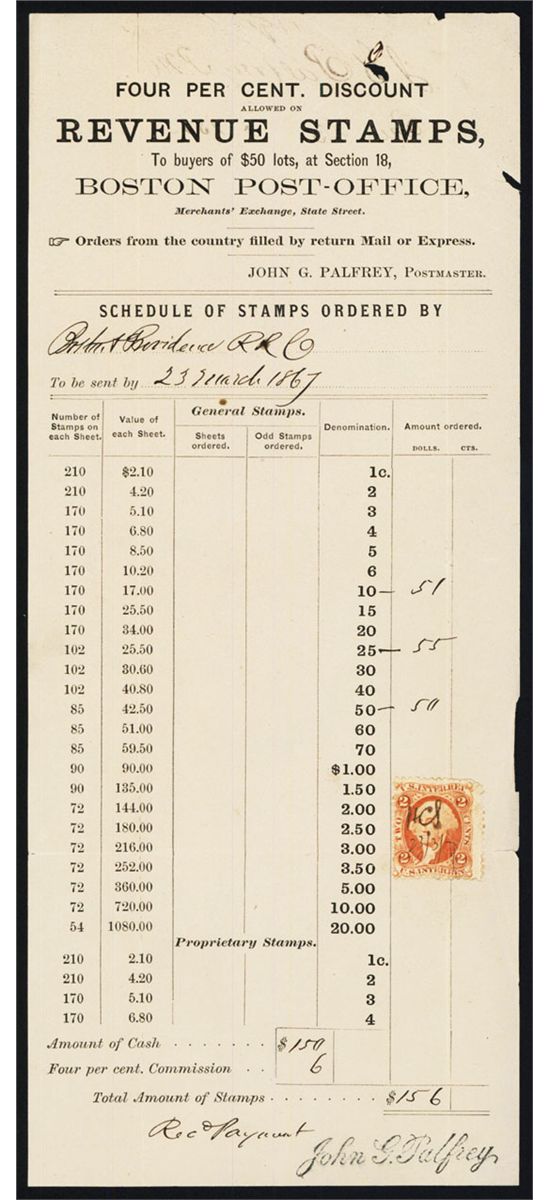 FOUR PER CENT. DISCOUNT
ALLOWED ON
REVENUE STAMPS,
To buyers of $50 lots, at Section 18,
BOSTON POST-OFFICE,
Merchants' Exchange, State Street.
☞ Orders from the country filled by return Mail or Express.
JOHN G. PALFREY, POSTMASTER.
SCHEDULE OF STAMPS ORDERED BY
Boston & Providence R R Co
To be sent by 23 March 1867
Number of Stamps on each Sheet. Value of each Sheet. General Stamps. Sheets ordered. Odd Stamps ordered. Denomination. Amount ordered. DOLLS. CTS.
210 $2.10 1c.
210 4.20 2
170 5.10 3
170 6.80 4
170 8.50 5
170 10.20 6
170 17.00 10 — 51
170 25.50 15
170 34.00 20
102 25.50 25 — 55
102 30.60 30
102 40.80 40
85 42.50 50 — 50
85 51.00 60
85 59.50 70
90 90.00 $1.00
90 135.00 1.50
72 144.00 2.00
72 180.00 2.50
72 216.00 3.00
72 252.00 3.50
72 360.00 5.00
72 720.00 10.00
54 1080.00 20.00
U.S. INTER. REV.
2 2
TWO CENTS
2 2
U.S. INTER. REV.
Proprietary Stamps.
210 2.10 1c.
210 4.20 2
170 5.10 3
170 6.80 4
Amount of Cash $150
Four per cent. Commission 6
Total Amount of Stamps $156
Recd Payment
John G. Palfrey